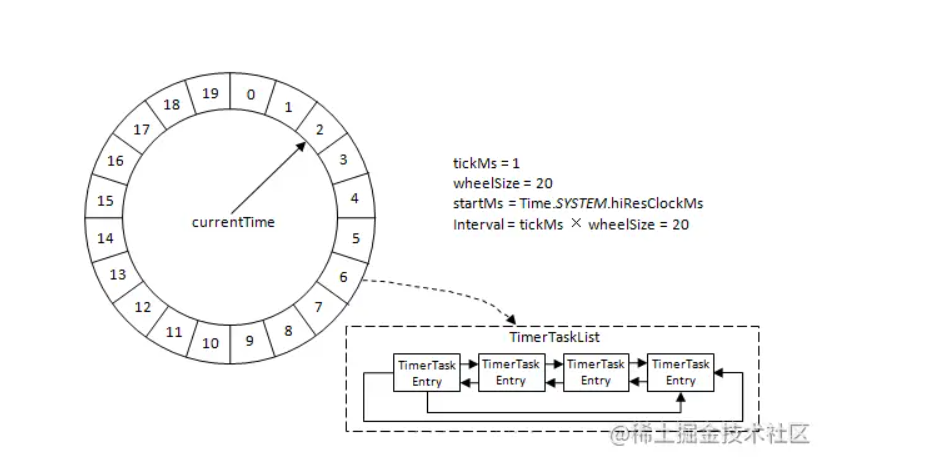 0
1
2
3
4
5
6
7
8
9
10
11
12
13
14
15
16
17
18
19
currentTime
tickMs = 1
wheelSize = 20
startMs = Time.SYSTEM.hiResClockMs
Interval = tickMs × wheelSize = 20
TimerTaskList
TimerTask
Entry
TimerTask
Entry
TimerTask
Entry
TimerTask
Entry
@稀土掘金技术社区